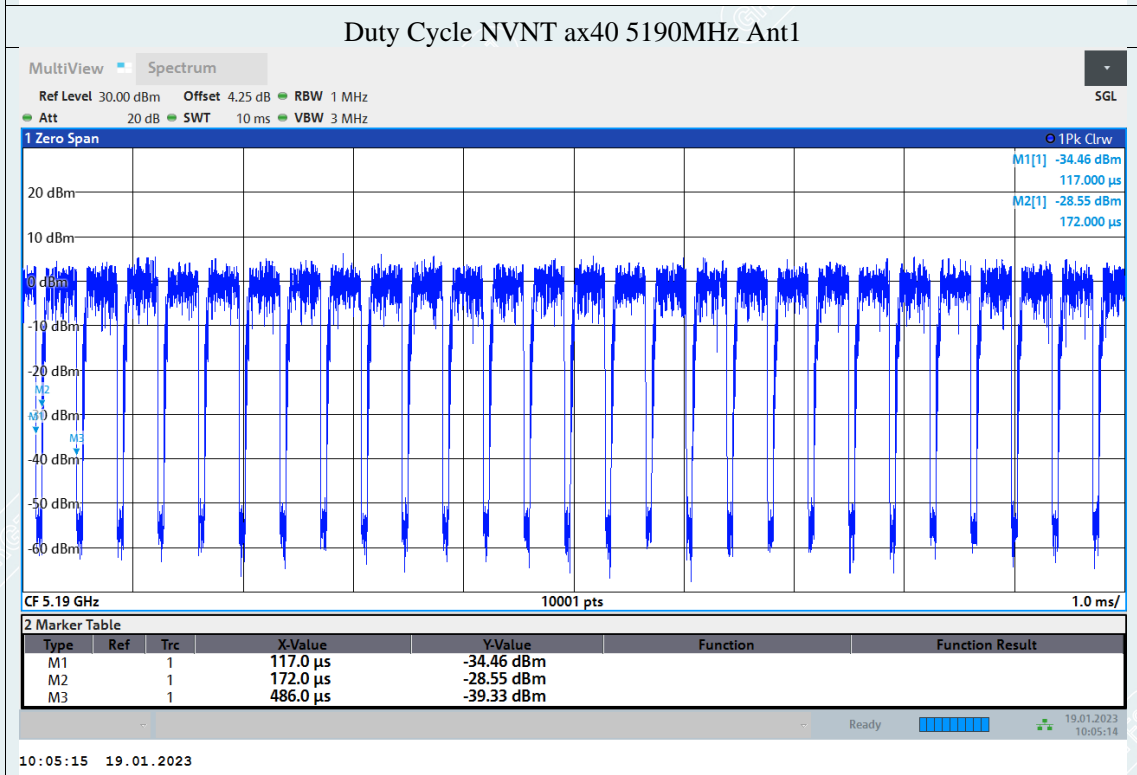 Duty Cycle NVNT ax40 5190MHz Ant1
MultiView Spectrum
Ref Level 30.00 dBm Offset 4.25 dB RBW 1 MHz SGL
Att 20 dB SWT 10 ms VBW 3 MHz
1 Zero Span 1Pk Clrw
M1[1] -34.46 dBm
117.000 µs
20 dBm
M2[1] -28.55 dBm
172.000 µs
10 dBm
0 dBm
-10 dBm
-20 dBm
M2
M1
-30 dBm
M3
-40 dBm
-50 dBm
-60 dBm
CF 5.19 GHz 10001 pts 1.0 ms/
2 Marker Table
Type Ref Trc X-Value Y-Value Function Function Result
M1 1 117.0 µs -34.46 dBm
M2 1 172.0 µs -28.55 dBm
M3 1 486.0 µs -39.33 dBm
Ready 19.01.2023
10:05:14
10:05:15 19.01.2023